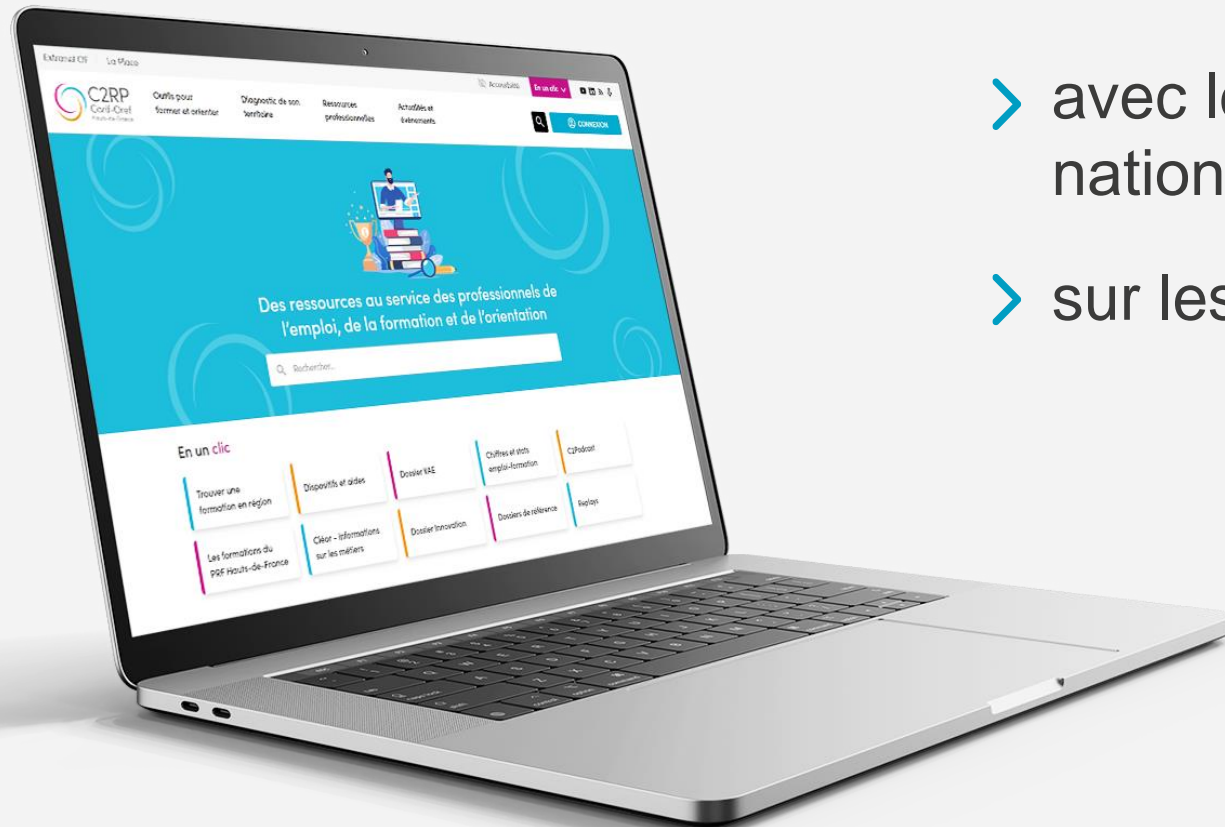 Extranet OF La Place
Accessibilité En un clic
C2RP
Carif-Oref
Hauts-de-France
Outils pour
former et orienter
Diagnostic de son
territoire
Ressources
professionnelles
Actualités et
événements
CONNEXION
Des ressources au service des professionnels de
l'emploi, de la formation et de l'orientation
Rechercher...
En un clic
Trouver une
formation en région
Dispositifs et aides
Dossier VAE
Chiffres et stats
emploi-formation
C2Podcast
Les formations du
PRF Hauts-de-France
Cléor - informations
sur les métiers
Dossier Innovation
Dossiers de référence
Replays
avec
nation
sur les